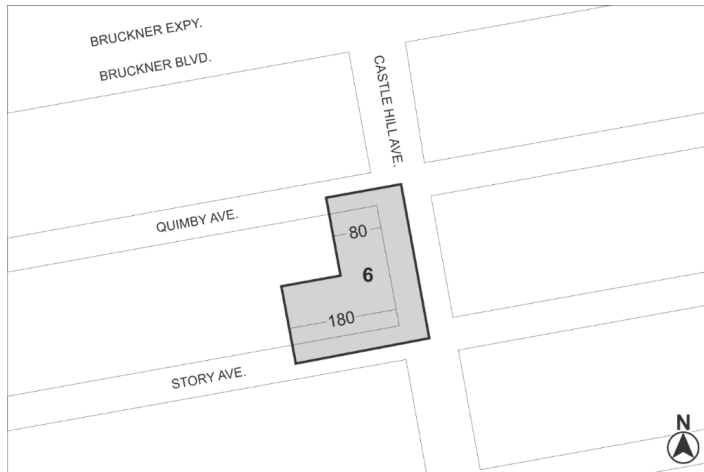 BRUCKNER EXPY.
BRUCKNER BLVD.
CASTLE HILL AVE.
QUIMBY AVE.
80
6
180
STORY AVE.
N